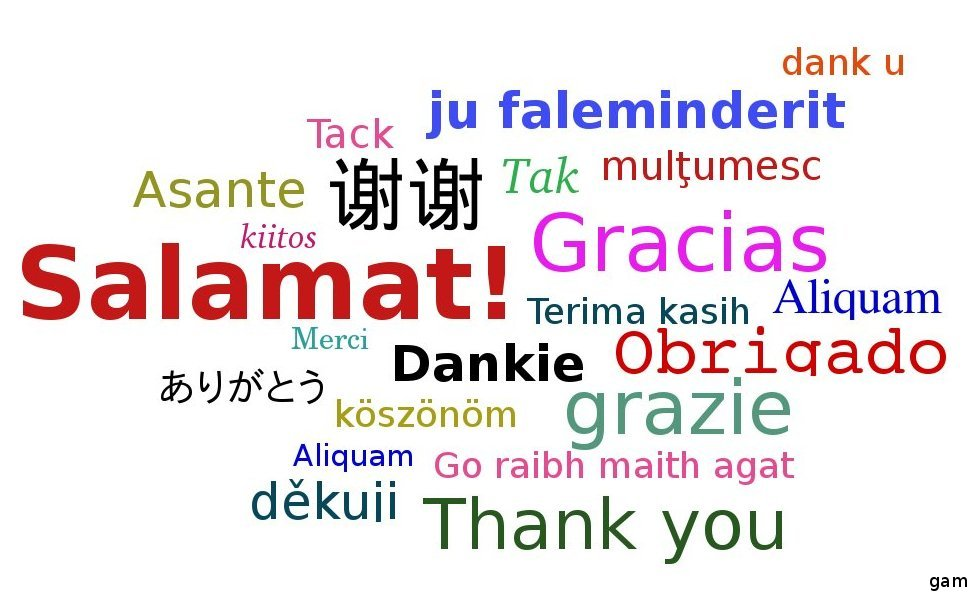 dank u
ju faleminderit
Tack
谢谢
Tak
mulţumesc
Asante
kiitos
Gracias
Salamat!
Terima kasih
Aliquam
Merci
Dankie
Obrigado
ありがとう
köszönöm
grazie
Aliquam
Go raibh maith agat
děkuji
Thank you
gam